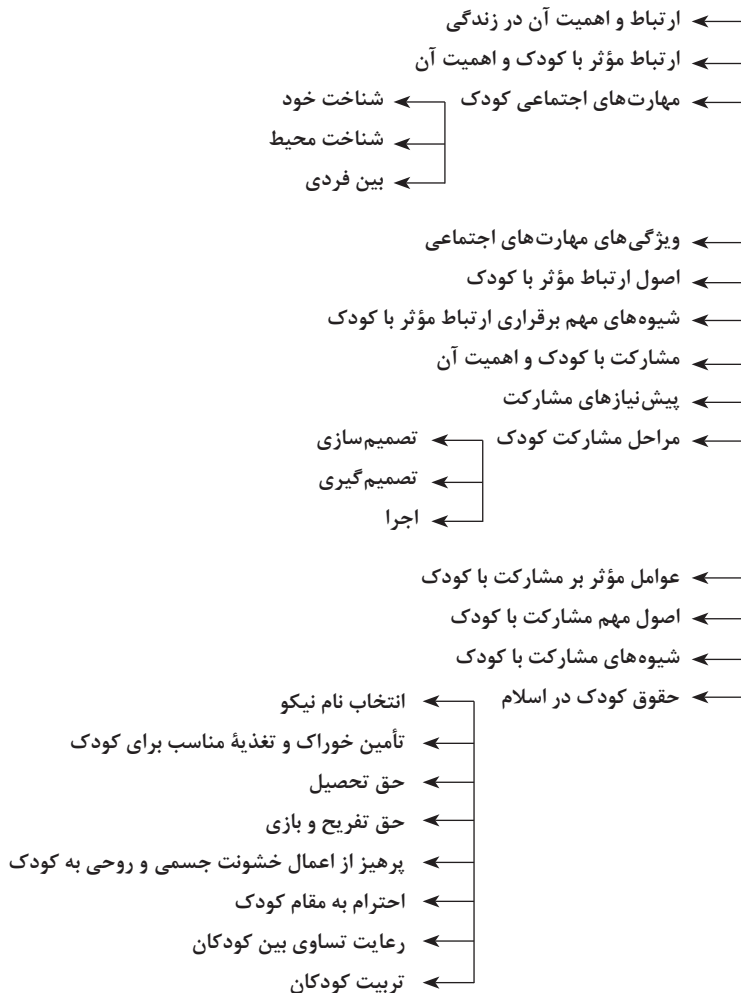 ارتباط و اهمیت آن در زندگی
ارتباط مؤثر با کودک و اهمیت آن
مهارت‌های اجتماعی کودک
شناخت خود
شناخت محیط
بین فردی
ویژگی‌های مهارت‌های اجتماعی
اصول ارتباط مؤثر با کودک
شیوه‌های مهم برقراری ارتباط مؤثر با کودک
مشارکت با کودک و اهمیت آن
پیش‌نیازهای مشارکت
مراحل مشارکت کودک
تصمیم‌سازی
تصمیم‌گیری
اجرا
عوامل مؤثر بر مشارکت با کودک
اصول مهم مشارکت با کودک
شیوه‌های مشارکت با کودک
حقوق کودک در اسلام
انتخاب نام نیکو
تأمین خوراک و تغذیهٔ مناسب برای کودک
حق تحصیل
حق تفریح و بازی
پرهیز از اعمال خشونت جسمی و روحی به کودک
احترام به مقام کودک
رعایت تساوی بین کودکان
تربیت کودکان